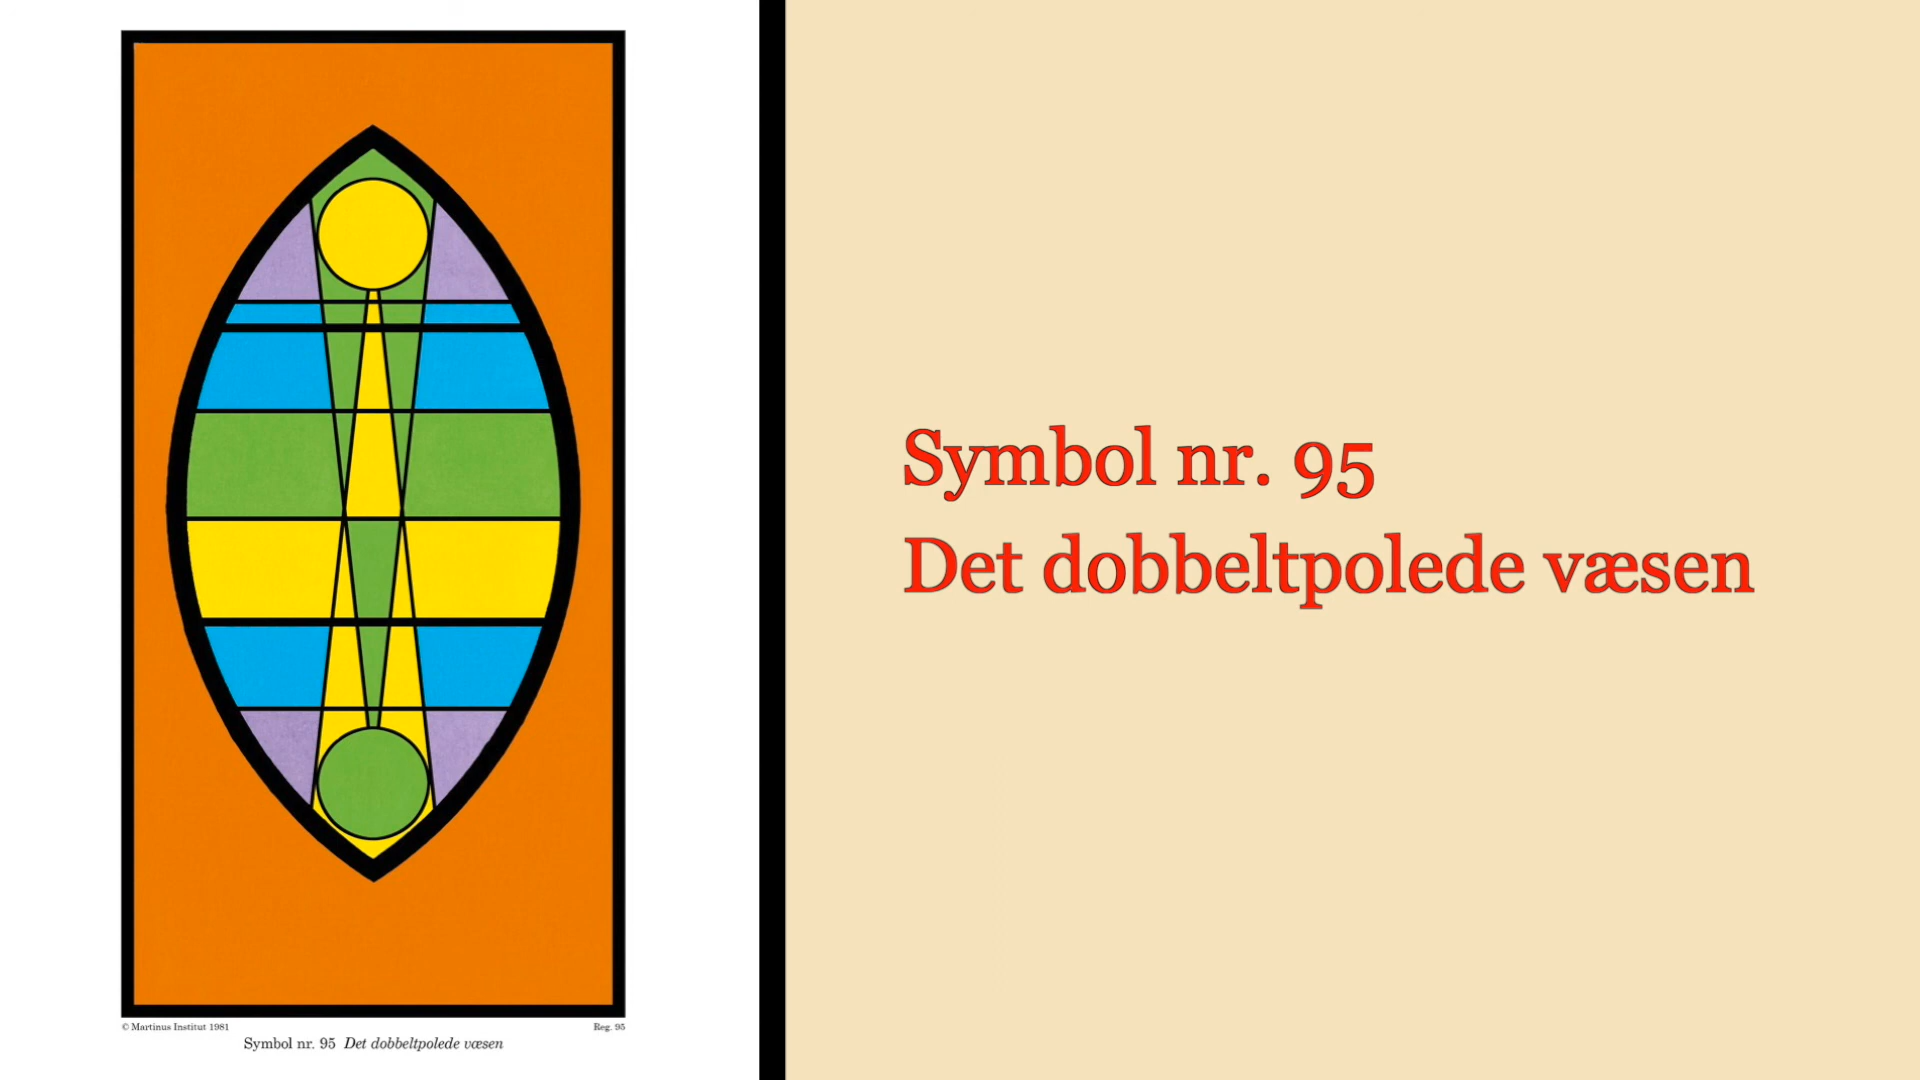 © Martinus Institut 1981
Reg. 95
Symbol nr. 95 Det dobbeltpolede væsen
Symbol nr. 95
Det dobbeltpolede væsen